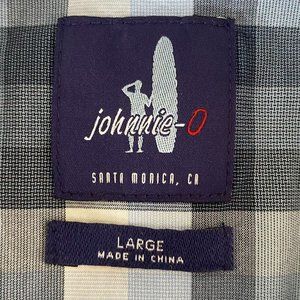 johnnie-O
SANTA MONICA, CA
LARGE
MADE IN CHINA